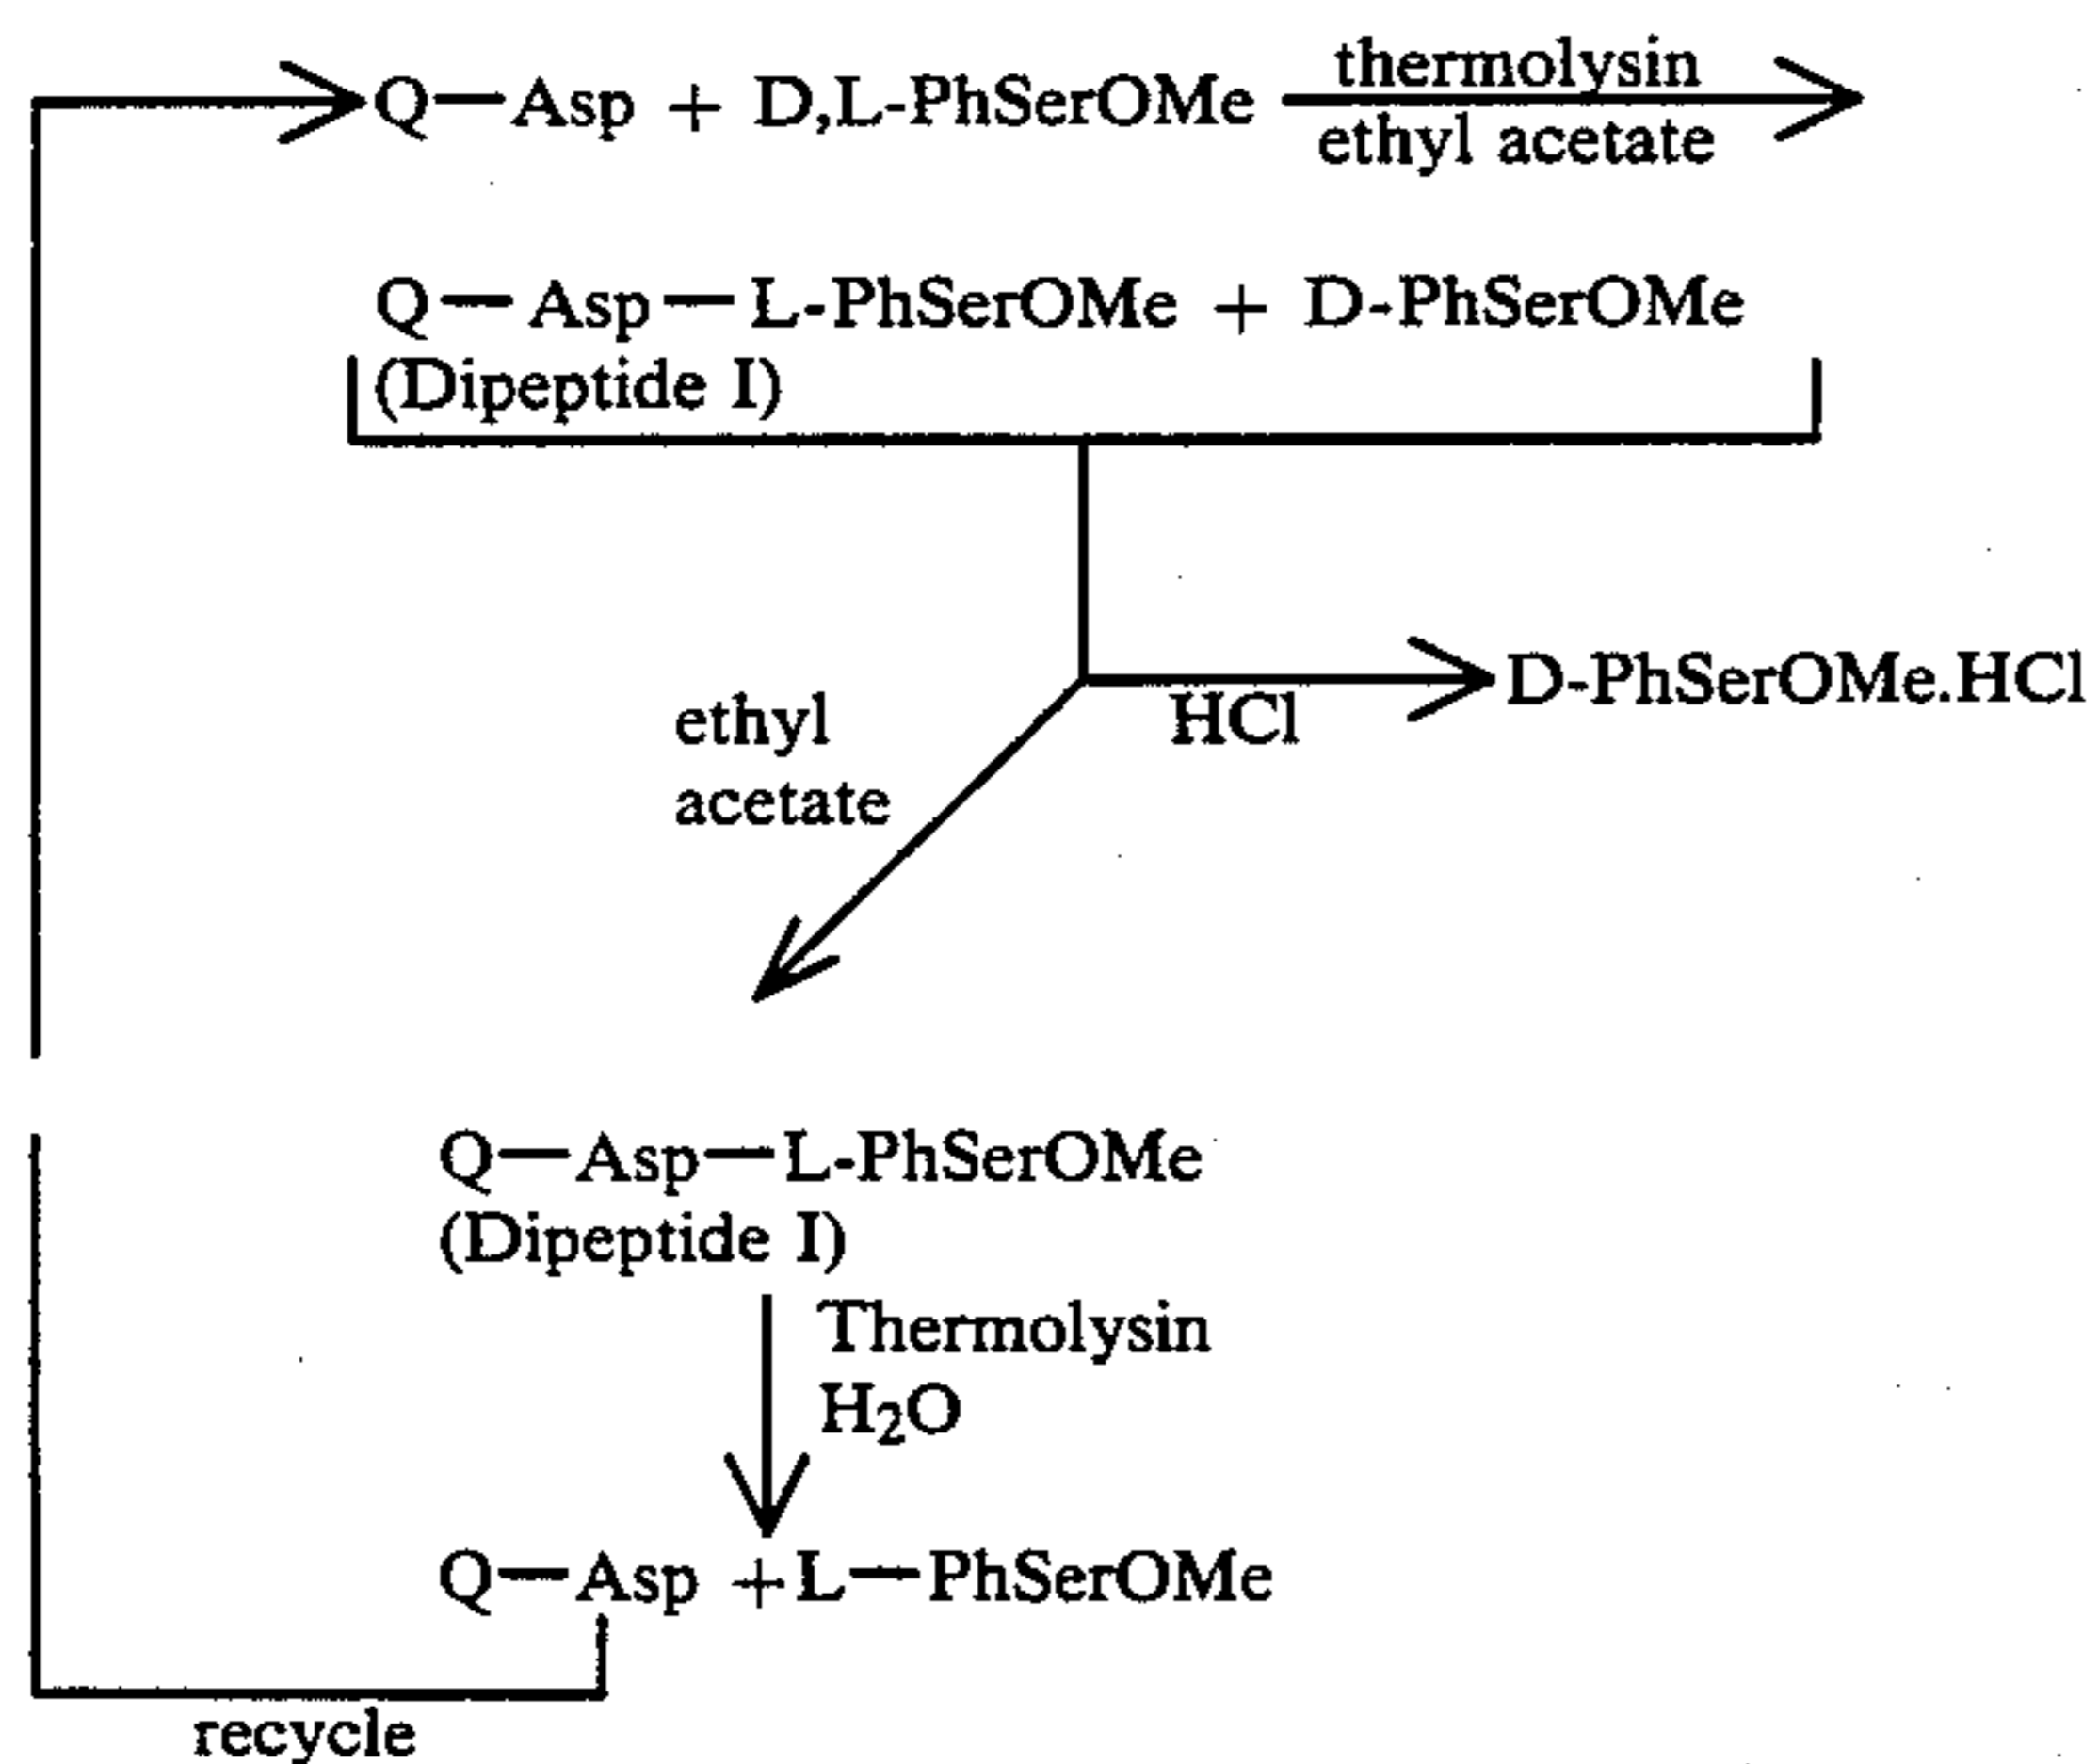 Q—Asp + D,L-PhSerOMe
thermolysin
ethyl acetate
Q—Asp—L-PhSerOMe + D-PhSerOMe
(Dipeptide I)
HCl
D-PhSerOMe.HCl
ethyl
acetate
Q—Asp—L-PhSerOMe
(Dipeptide I)
Thermolysin
H₂O
Q—Asp + L—PhSerOMe
recycle